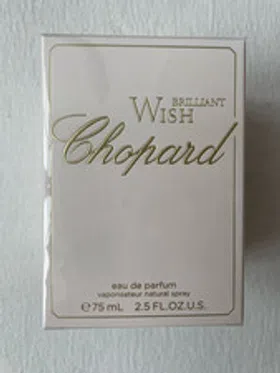 BRILLIANT
WISH
Chopard
eau de parfum
vaporisateur natural spray
℮ 75 mL 2.5 FL.OZ.U.S.